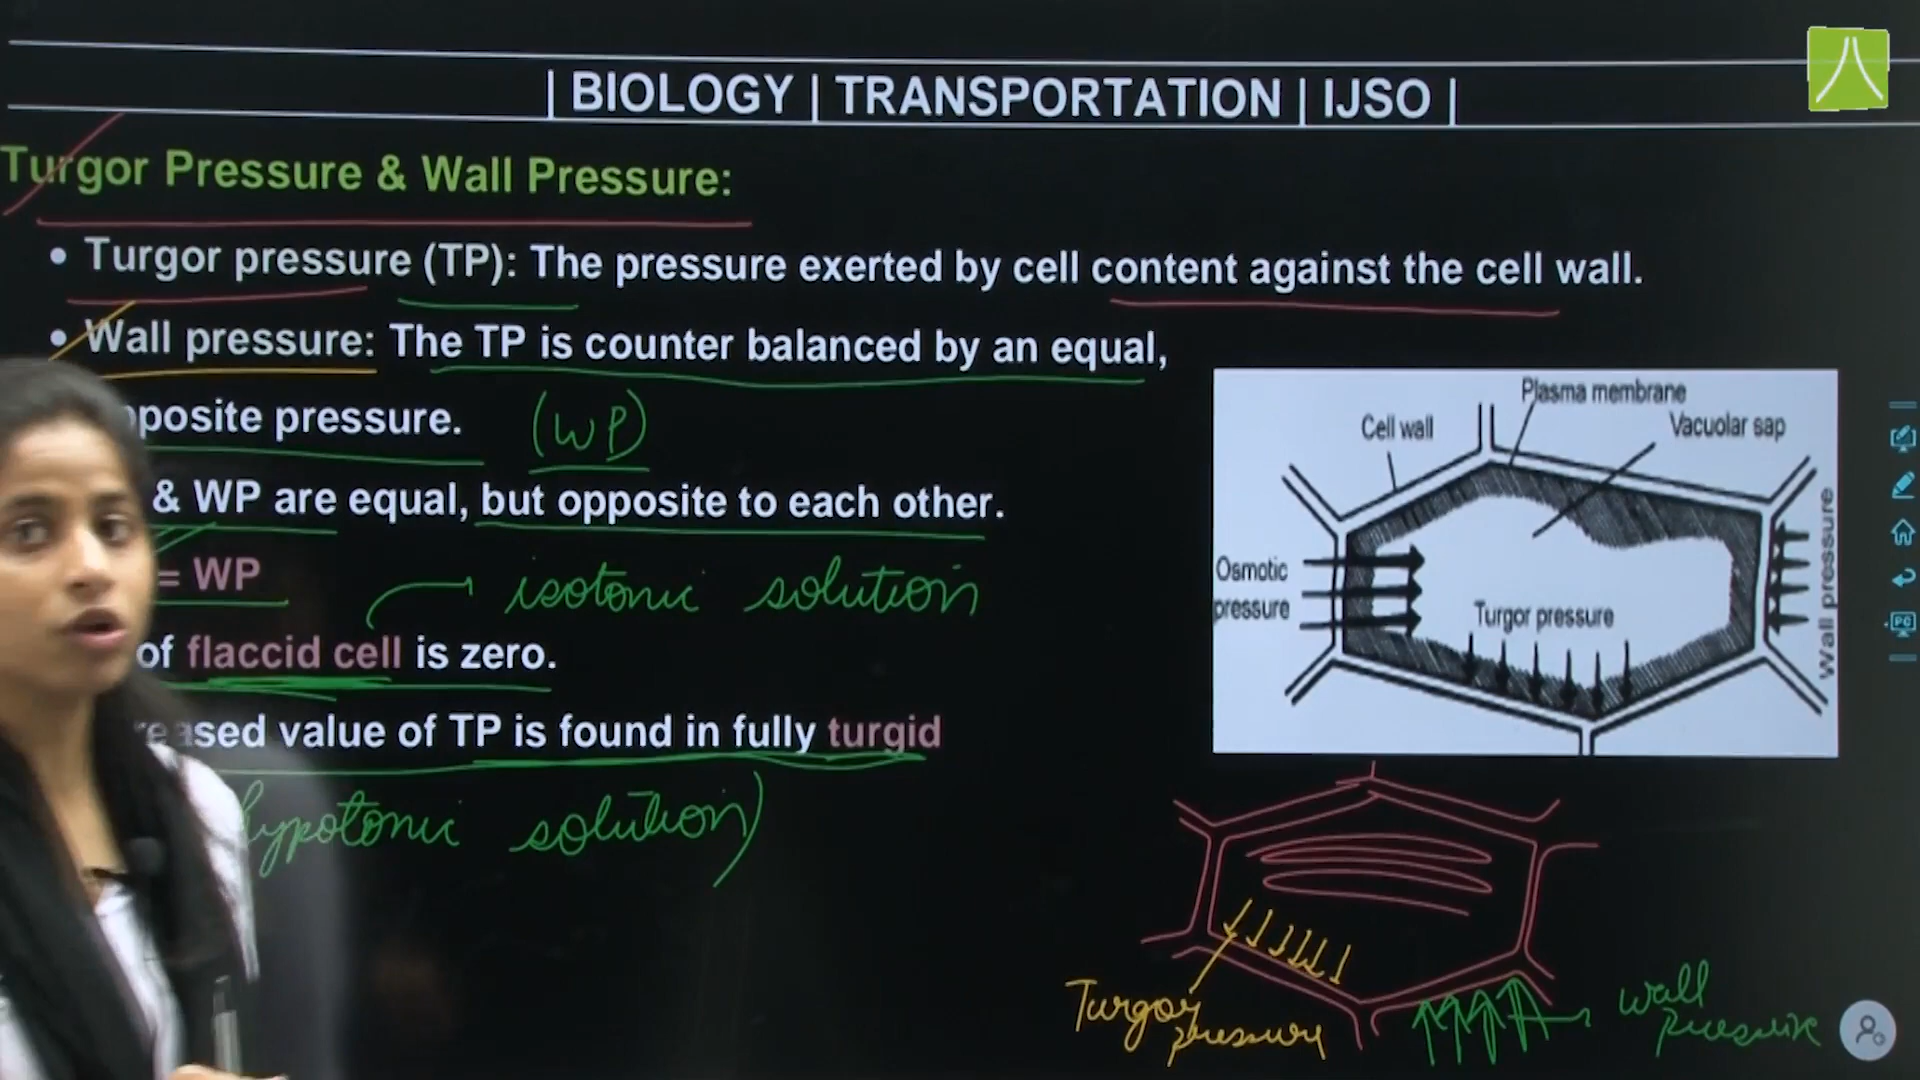 | BIOLOGY | TRANSPORTATION | IJSO |
Turgor Pressure & Wall Pressure:
• Turgor pressure (TP): The pressure exerted by cell content against the cell wall.
• Wall pressure: The TP is counter balanced by an equal,
pposite pressure. (WP)
& WP are equal, but opposite to each other.
= WP
isotonic solution
of flaccid cell is zero.
reased value of TP is found in fully turgid
hypotonic solution)
Plasma membrane
Cell wall
Vacuolar sap
Osmotic
pressure
Turgor pressure
Wall pressure
Turgor
pressure
wall
pressure